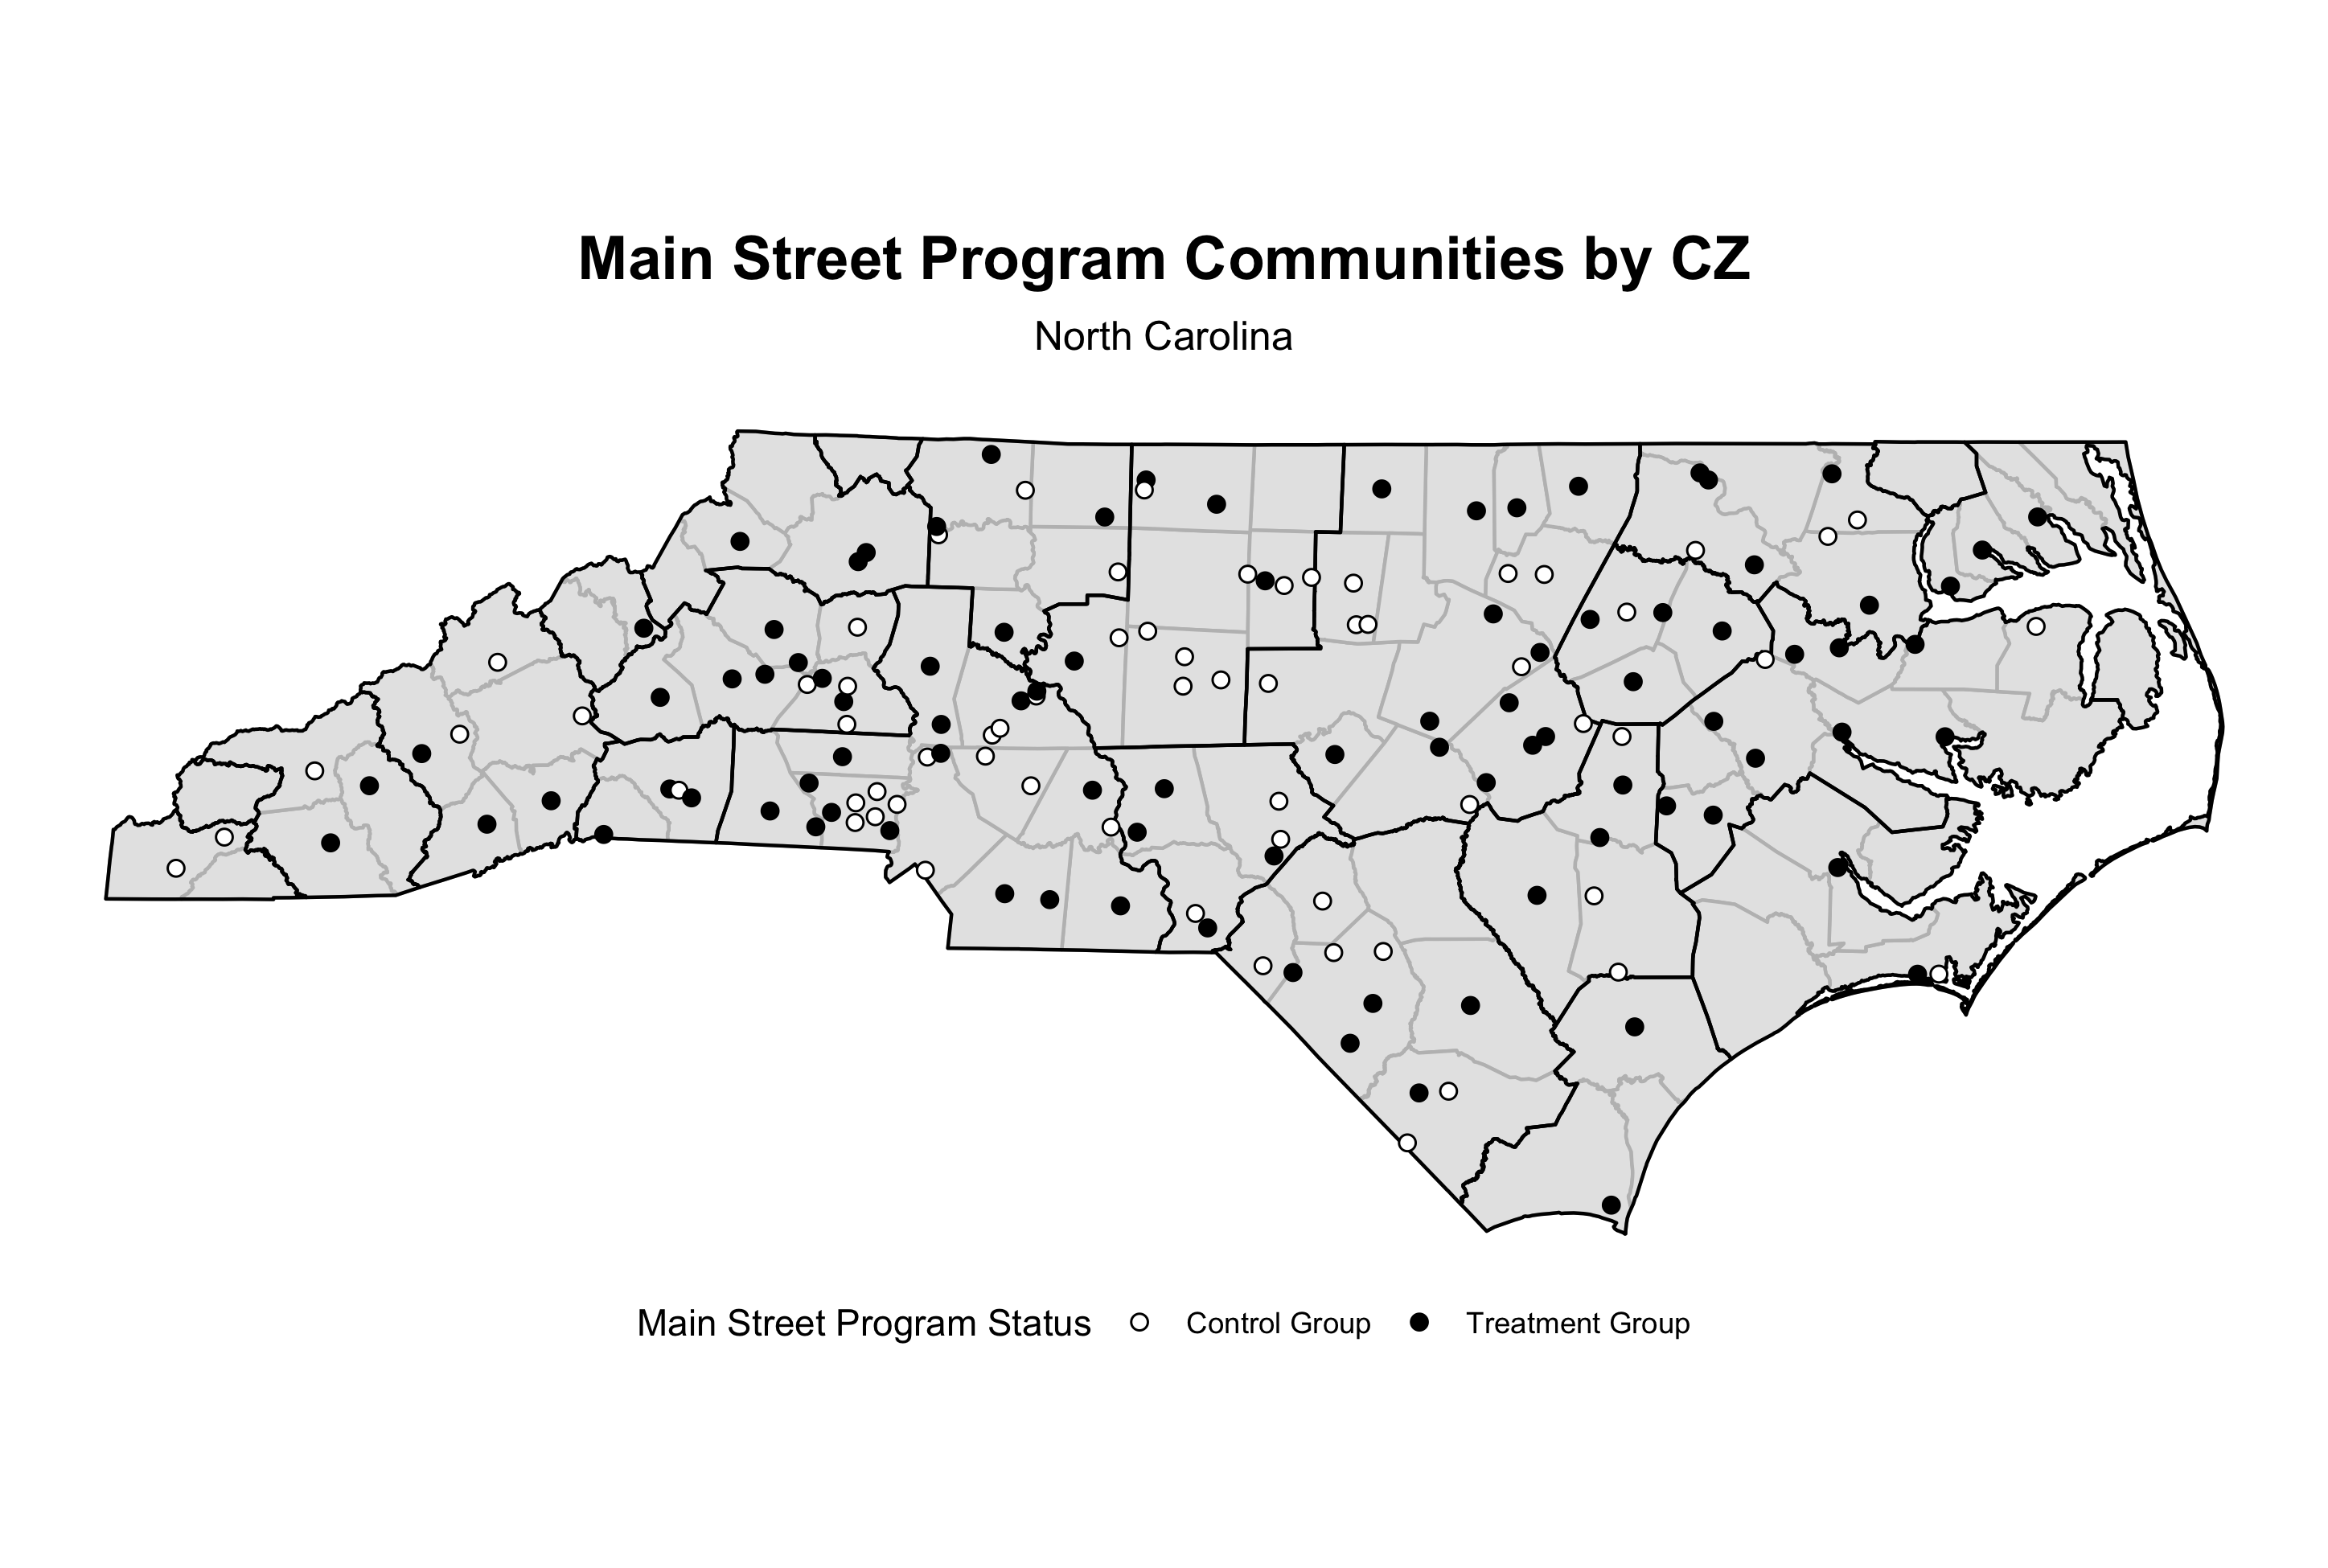 Main Street Program Communities by CZ
North Carolina
Main Street Program Status Control Group Treatment Group